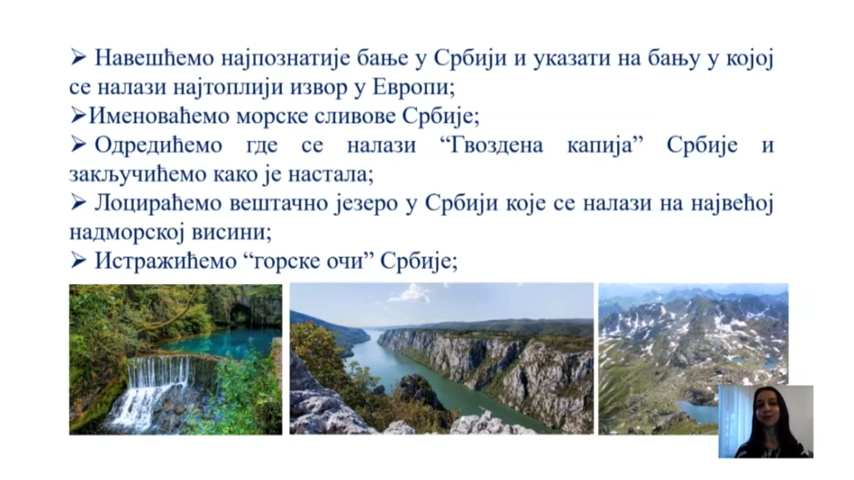 ➢ Навешћемо најпознатије бање у Србији и указати на бању у којој
се налази најтоплији извор у Европи;
➢Именоваћемо морске сливове Србије;
➢ Одредићемо где се налази “Гвоздена капија” Србије и
закључићемо како је настала;
➢ Лоцираћемо вештачно језеро у Србији које се налази на највећој
надморској висини;
➢ Истражићемо “горске очи” Србије;